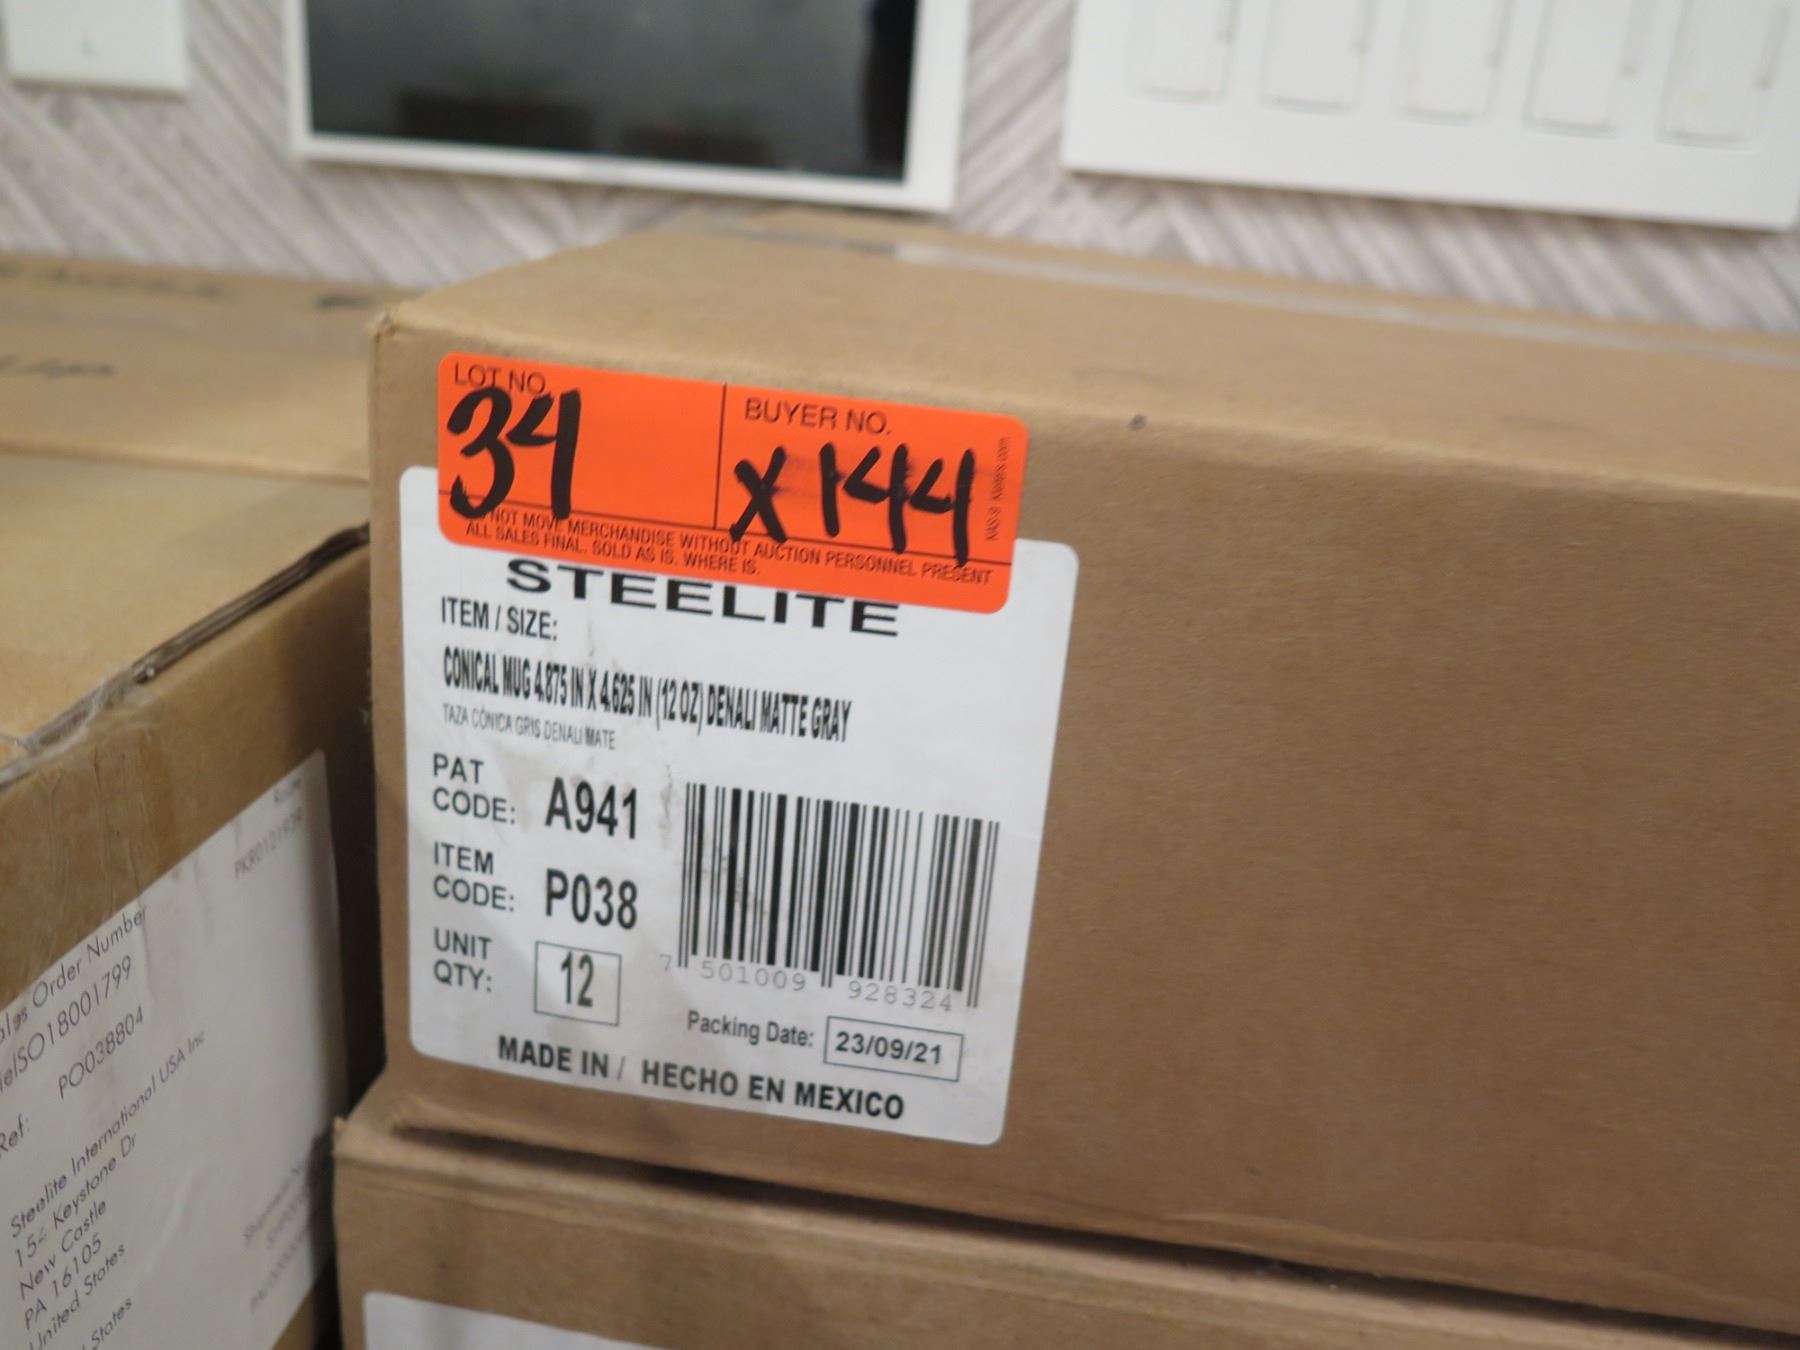 LOT NO.
34
BUYER NO.
X 144
NOT MOVE MERCHANDISE WITHOUT AUCTION PERSONNEL PRESENT
ALL SALES FINAL. SOLD AS IS. WHERE IS.
STEELITE
ITEM / SIZE:
CONICAL MUG 4.875 IN X 4.625 IN (12 OZ) DENALI MATTE GRAY
TAZA CÓNICA GRIS DENALI MATE
PAT CODE: A941
ITEM CODE: P038
UNIT QTY: 12
7 501009 928324
Packing Date: 23/09/21
MADE IN / HECHO EN MEXICO
Up
Order Number
SO18001799
Ref:
PO038804
Steelite International USA Inc
Keystone Dr
New Castle
PA 16105
United States
States